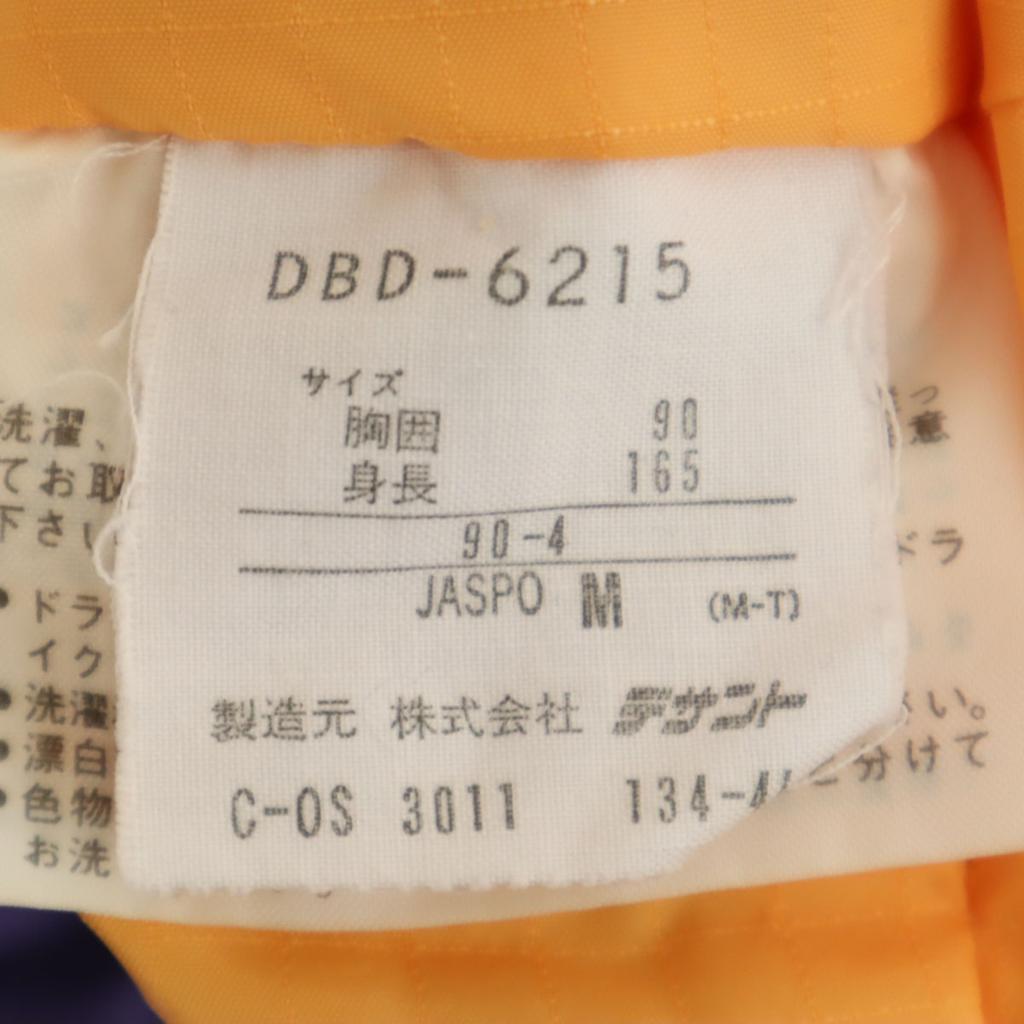 DBD-6215
サイズ
胸囲 90
身長 165
90-4
JASPO M (M-T)
製造元 株式会社 デサント
C-OS 3011 134-4
洗濯、
てお取
下さい
• ドラ
イク
• 洗濯
• 漂白
• 色物
お洗
っ
意
ドラ
い。
分けて